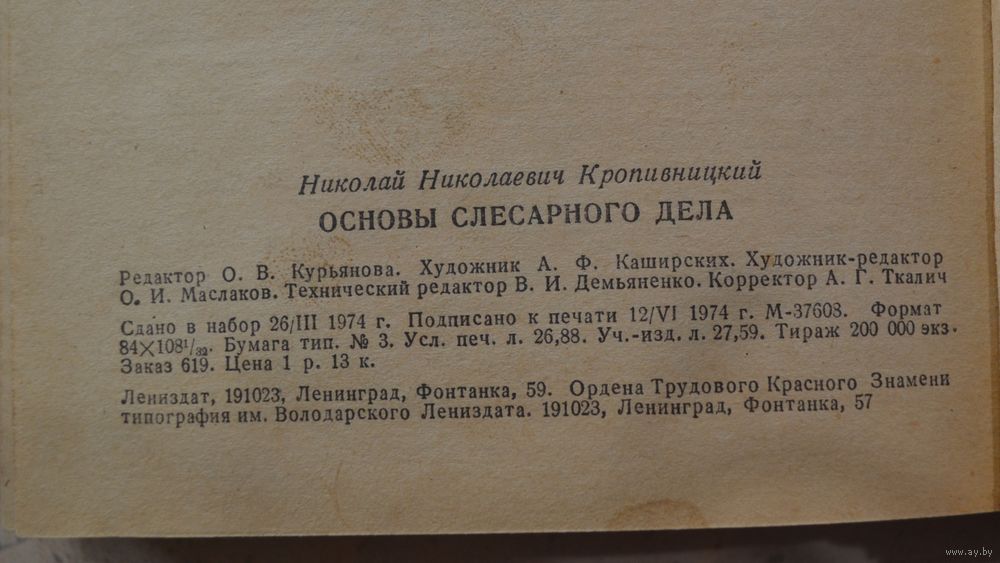 Николай Николаевич Кропивницкий
ОСНОВЫ СЛЕСАРНОГО ДЕЛА
Редактор О. В. Курьянова. Художник А. Ф. Каширских. Художник-редактор
О. И. Маслаков. Технический редактор В. И. Демьяненко. Корректор А. Г. Ткалич
Сдано в набор 26/III 1974 г. Подписано к печати 12/VI 1974 г. М-37608. Формат
84×108¹/₃₂. Бумага тип. № 3. Усл. печ. л. 26,88. Уч.-изд. л. 27,59. Тираж 200 000 экз.
Заказ 619. Цена 1 р. 13 к.
Лениздат, 191023, Ленинград, Фонтанка, 59. Ордена Трудового Красного Знамени
типография им. Володарского Лениздата. 191023, Ленинград, Фонтанка, 57
www.ay.by